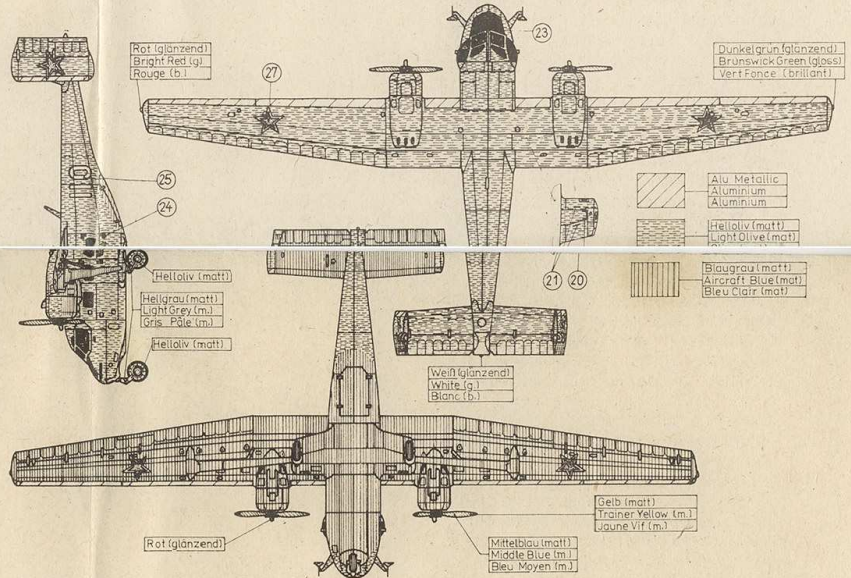 23
Rot (glänzend)
Bright Red (g)
Rouge (b.)
27
Dunkelgrün (glänzend)
Brunswick Green (gloss)
Vert Fonce (brillant)
25
24
Alu Metallic
Aluminium
Aluminium
Helloliv (matt)
Light Olive (mat)
21
20
Helloliv (matt)
Blaugrau (matt)
Aircraft Blue (mat)
Bleu Clair (mat)
Hellgrau (matt)
Light Grey (m.)
Gris Pâle (m.)
Helloliv (matt)
Weiß (glänzend)
White (g.)
Blanc (b.)
Gelb (matt)
Trainer Yellow (m.)
Jaune Vif (m.)
Rot (glänzend)
Mittelblau (matt)
Middle Blue (m.)
Bleu Moyen (m.)